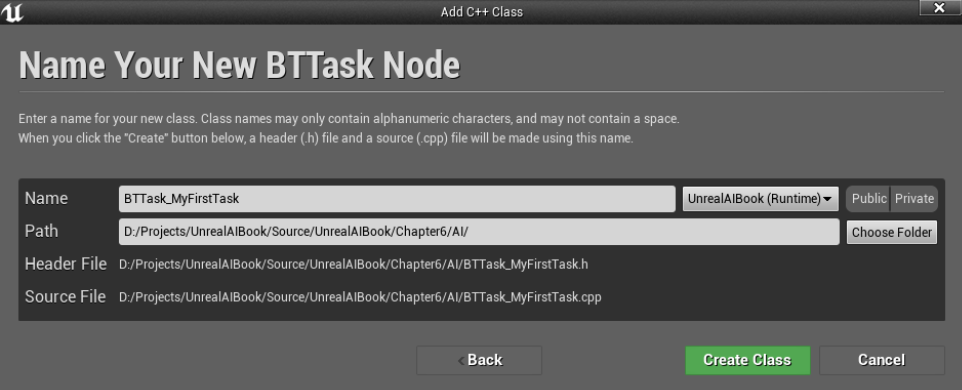 Add C++ Class
Name Your New BTTask Node
Enter a name for your new class. Class names may only contain alphanumeric characters, and may not contain a space.
When you click the "Create" button below, a header (.h) file and a source (.cpp) file will be made using this name.
Name BTTask_MyFirstTask UnrealAIBook (Runtime) Public Private
Path D:/Projects/UnrealAIBook/Source/UnrealAIBook/Chapter6/AI/ Choose Folder
Header File D:/Projects/UnrealAIBook/Source/UnrealAIBook/Chapter6/AI/BTTask_MyFirstTask.h
Source File D:/Projects/UnrealAIBook/Source/UnrealAIBook/Chapter6/AI/BTTask_MyFirstTask.cpp
Back Create Class Cancel